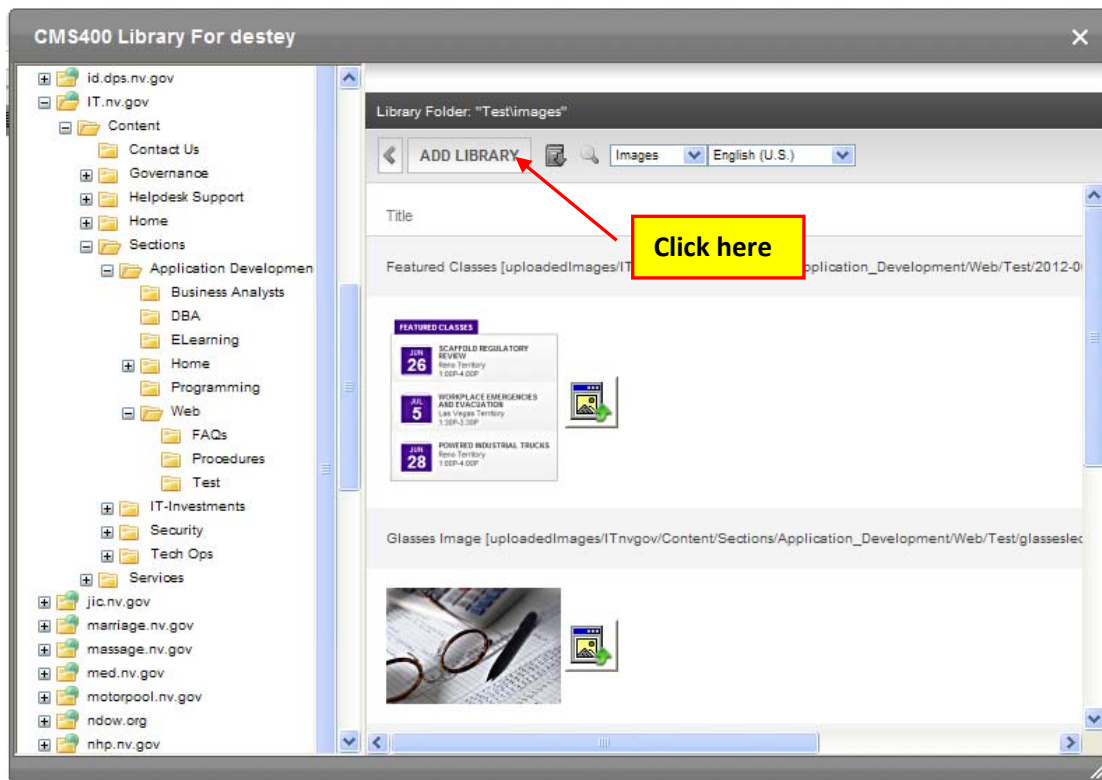 CMS400 Library For destey
id.dps.nv.gov
IT.nv.gov
Content
Contact Us
Governance
Helpdesk Support
Home
Sections
Application Developmen
Business Analysts
DBA
ELearning
Home
Programming
Web
FAQs
Procedures
Test
IT-Investments
Security
Tech Ops
Services
jic.nv.gov
marriage.nv.gov
massage.nv.gov
med.nv.gov
motorpool.nv.gov
ndow.org
nhp.nv.gov
Library Folder: "Test\images"
ADD LIBRARY Images English (U.S.)
Title
Click here
Featured Classes [uploadedImages/IT pplication_Development/Web/Test/2012-0
FEATURED CLASSES
JUN 26 SCAFFOLD REGULATORY
REVIEW
Reno Territory
1:00P-4:00P
JUL 5 WORKPLACE EMERGENCIES
AND EVACUATION
Las Vegas Territory
1:30P-3:30P
JUN 28 POWERED INDUSTRIAL TRUCKS
Reno Territory
1:00P-4:00P
Glasses Image [uploadedImages/ITnvgov/Content/Sections/Application_Development/Web/Test/glassesled